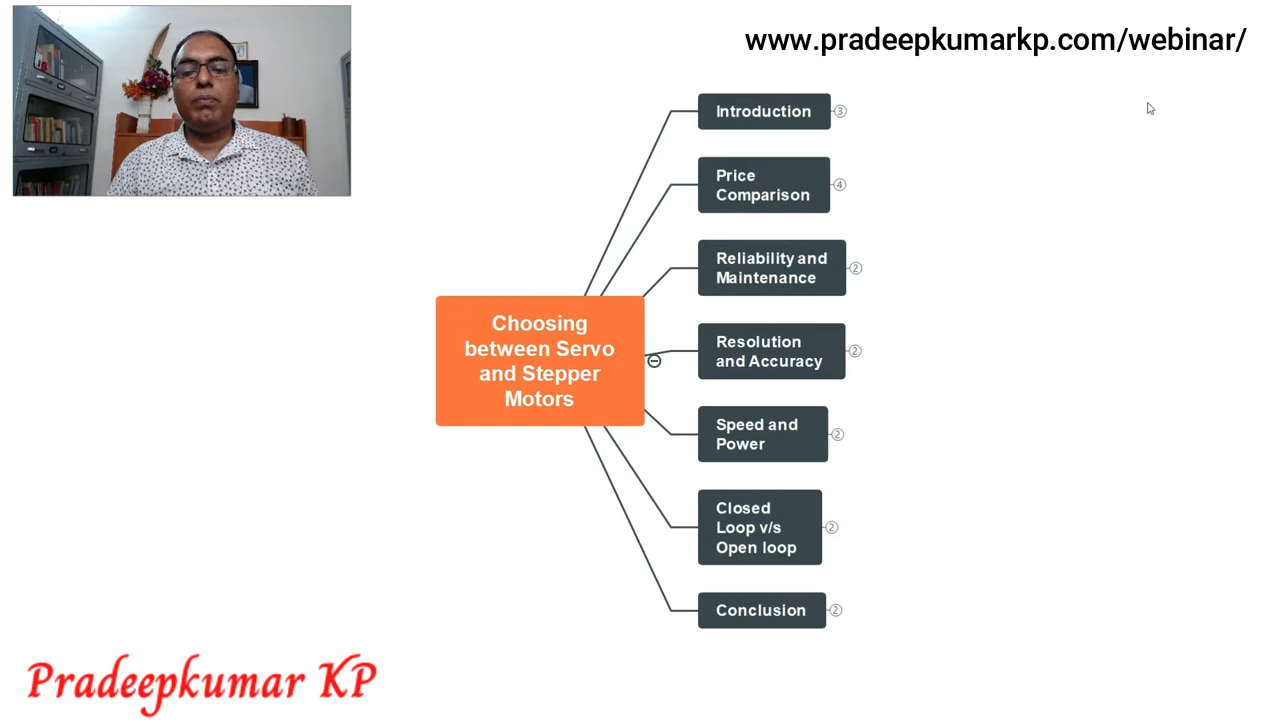 www.pradeepkumarkp.com/webinar/
Introduction
3
Price
Comparison
4
Reliability and
Maintenance
2
Resolution
and Accuracy
2
Choosing
between Servo
and Stepper
Motors
Speed and
Power
2
Closed
Loop v/s
Open loop
2
Conclusion
2
Pradeepkumar KP